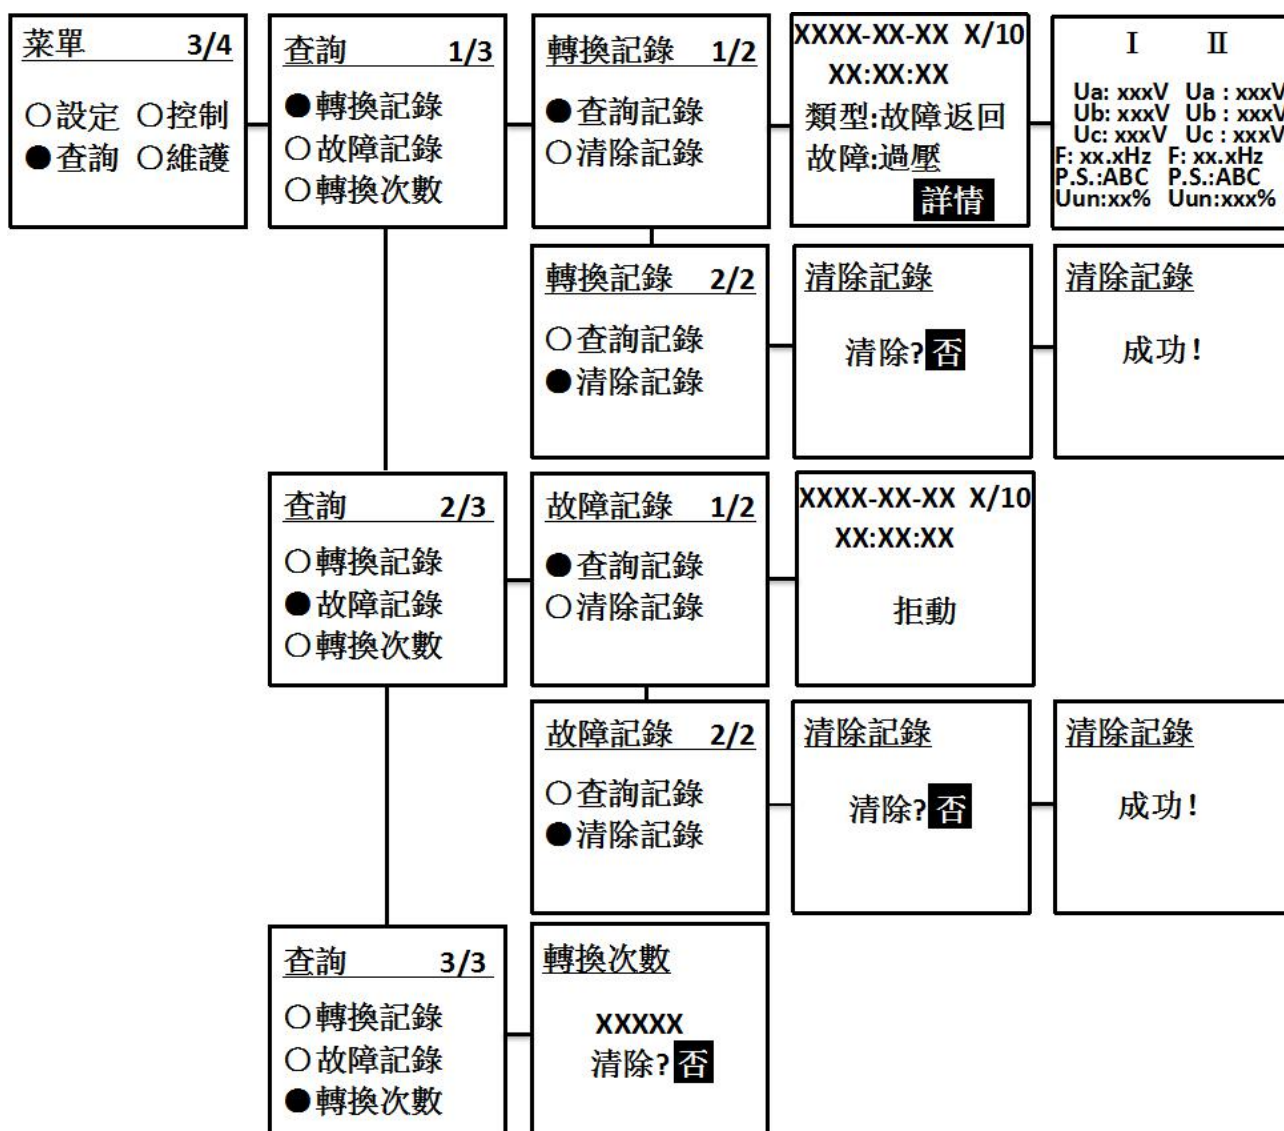 菜單 3/4
○設定 ○控制
●查詢 ○維護
查詢 1/3
●轉換記錄
○故障記錄
○轉換次數
轉換記錄 1/2
●查詢記錄
○清除記錄
XXXX-XX-XX X/10
XX:XX:XX
類型:故障返回
故障:過壓
詳情
I II
Ua: xxxV Ua : xxxV
Ub: xxxV Ub : xxxV
Uc: xxxV Uc : xxxV
F: xx.xHz F: xx.xHz
P.S.:ABC P.S.:ABC
Uun:xx% Uun:xxx%
轉換記錄 2/2
○查詢記錄
●清除記錄
清除記錄
清除?否
清除記錄
成功!
查詢 2/3
○轉換記錄
●故障記錄
○轉換次數
故障記錄 1/2
●查詢記錄
○清除記錄
XXXX-XX-XX X/10
XX:XX:XX
拒動
故障記錄 2/2
○查詢記錄
●清除記錄
清除記錄
清除?否
清除記錄
成功!
查詢 3/3
○轉換記錄
○故障記錄
●轉換次數
轉換次數
XXXXX
清除?否